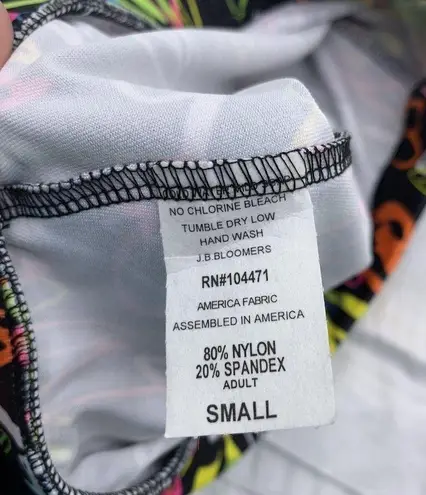 NO CHLORINE BLEACH
TUMBLE DRY LOW
HAND WASH
J.B.BLOOMERS
RN#104471
AMERICA FABRIC
ASSEMBLED IN AMERICA
80% NYLON
20% SPANDEX
ADULT
SMALL